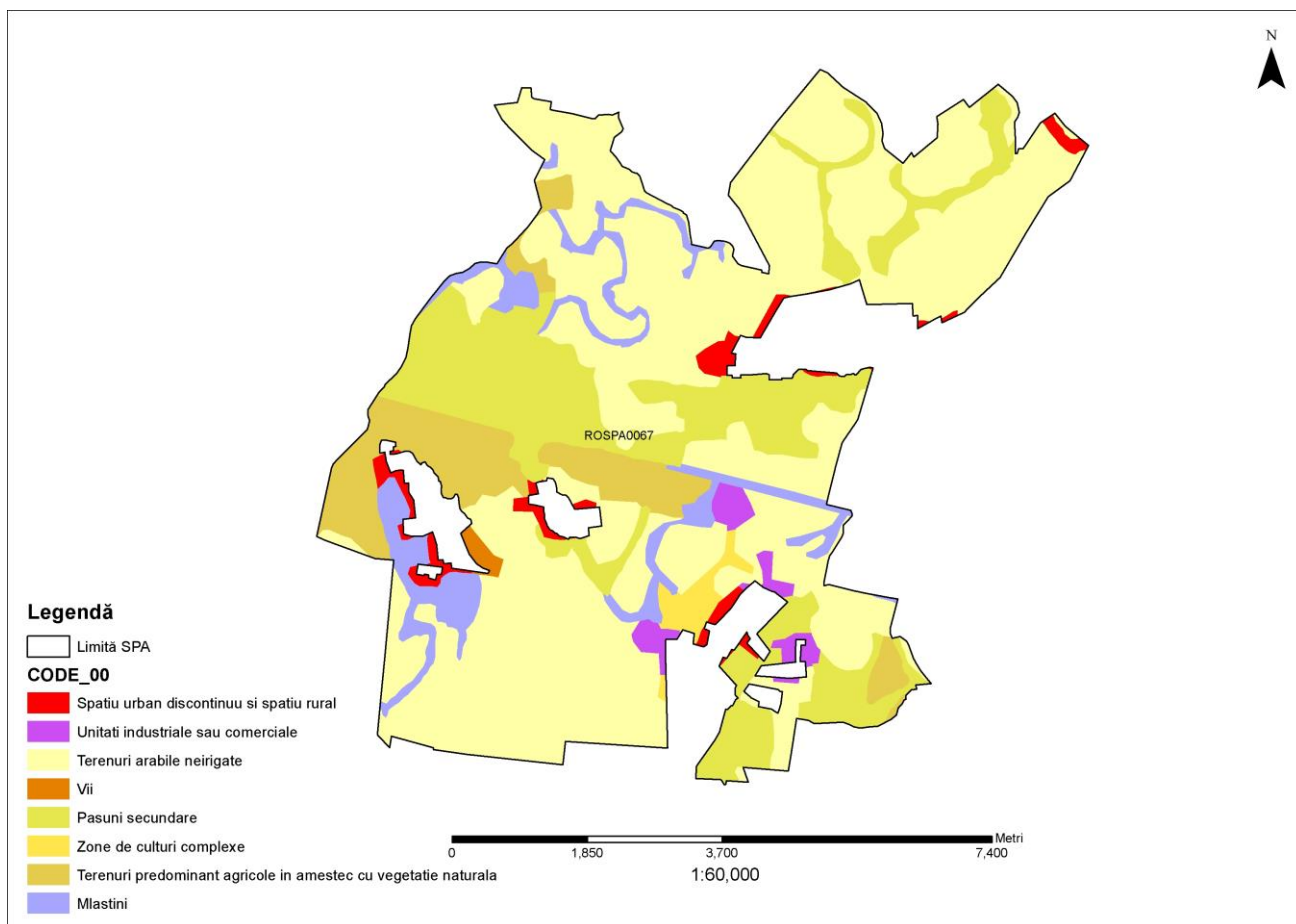 N
ROSPA0067
Legendă
Limită SPA
CODE_00
Spatiu urban discontinuu si spatiu rural
Unitati industriale sau comerciale
Terenuri arabile neirigate
Vii
Pasuni secundare
Zone de culturi complexe
Terenuri predominant agricole in amestec cu vegetatie naturala
Mlastini
Metri
0 1,850 3,700 7,400
1:60,000